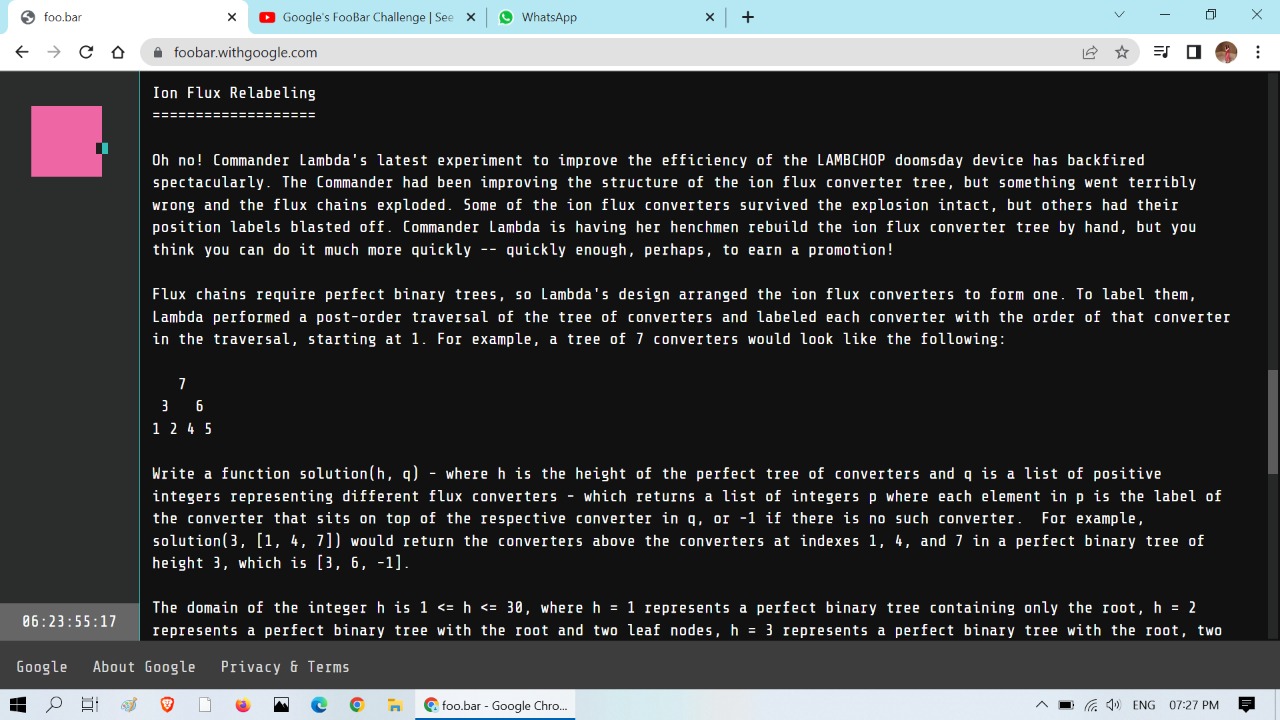 foo.bar
Google's FooBar Challenge | See
WhatsApp
foobar.withgoogle.com
Ion Flux Relabeling
===================
Oh no! Commander Lambda's latest experiment to improve the efficiency of the LAMBCHOP doomsday device has backfired
spectacularly. The Commander had been improving the structure of the ion flux converter tree, but something went terribly
wrong and the flux chains exploded. Some of the ion flux converters survived the explosion intact, but others had their
position labels blasted off. Commander Lambda is having her henchmen rebuild the ion flux converter tree by hand, but you
think you can do it much more quickly -- quickly enough, perhaps, to earn a promotion!
Flux chains require perfect binary trees, so Lambda's design arranged the ion flux converters to form one. To label them,
Lambda performed a post-order traversal of the tree of converters and labeled each converter with the order of that converter
in the traversal, starting at 1. For example, a tree of 7 converters would look like the following:
7
3 6
1 2 4 5
Write a function solution(h, q) - where h is the height of the perfect tree of converters and q is a list of positive
integers representing different flux converters - which returns a list of integers p where each element in p is the label of
the converter that sits on top of the respective converter in q, or -1 if there is no such converter.  For example,
solution(3, [1, 4, 7]) would return the converters above the converters at indexes 1, 4, and 7 in a perfect binary tree of
height 3, which is [3, 6, -1].
The domain of the integer h is 1 <= h <= 30, where h = 1 represents a perfect binary tree containing only the root, h = 2
represents a perfect binary tree with the root and two leaf nodes, h = 3 represents a perfect binary tree with the root, two
06:23:55:17
Google About Google Privacy & Terms
foo.bar - Google Chro...
ENG
07:27 PM